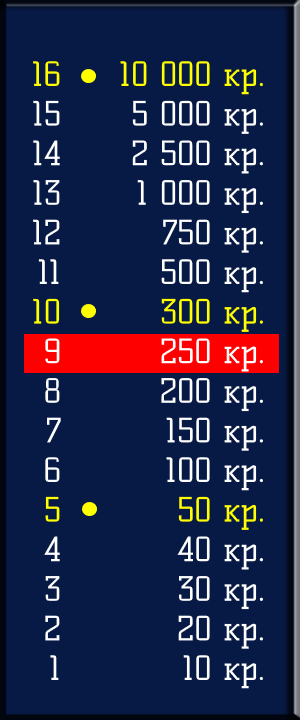 16 • 10 000 кр.
15 5 000 кр.
14 2 500 кр.
13 1 000 кр.
12 750 кр.
11 500 кр.
10 • 300 кр.
9 250 кр.
8 200 кр.
7 150 кр.
6 100 кр.
5 • 50 кр.
4 40 кр.
3 30 кр.
2 20 кр.
1 10 кр.